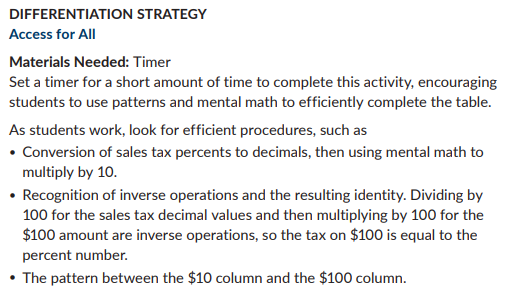 DIFFERENTIATION STRATEGY
Access for All
Materials Needed: Timer
Set a timer for a short amount of time to complete this activity, encouraging
students to use patterns and mental math to efficiently complete the table.
As students work, look for efficient procedures, such as
• Conversion of sales tax percents to decimals, then using mental math to
multiply by 10.
• Recognition of inverse operations and the resulting identity. Dividing by
100 for the sales tax decimal values and then multiplying by 100 for the
$100 amount are inverse operations, so the tax on $100 is equal to the
percent number.
• The pattern between the $10 column and the $100 column.